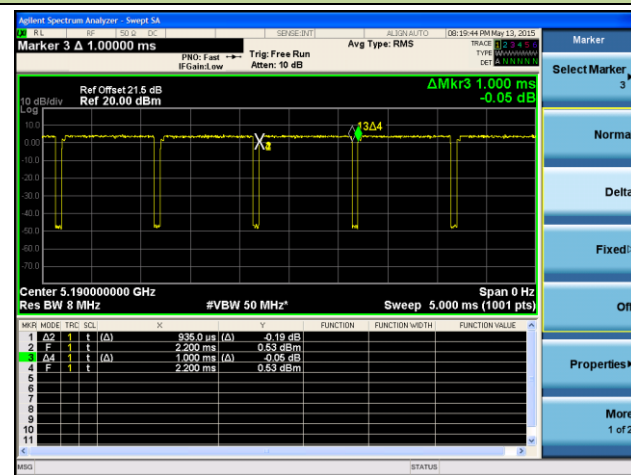 Agilent Spectrum Analyzer - Swept SA
RL RF 50 Ω DC SENSE:INT ALIGN AUTO 08:19:44 PM May 13, 2015
Marker 3 Δ 1.00000 ms Avg Type: RMS TRACE 1 2 3 4 5 6
PNO: Fast Trig: Free Run TYPE
IFGain:Low Atten: 10 dB DET A N N N N N
Ref Offset 21.5 dB ΔMkr3 1.000 ms
10 dB/div Ref 20.00 dBm -0.05 dB
Log
10.0
0.00
-10.0
-20.0
-30.0
-40.0
-50.0
-60.0
-70.0
13Δ4
Center 5.190000000 GHz Span 0 Hz
Res BW 8 MHz #VBW 50 MHz* Sweep 5.000 ms (1001 pts)
MKR MODE TRC SCL X Y FUNCTION FUNCTION WIDTH FUNCTION VALUE
1 Δ2 1 t (Δ) 935.0 µs (Δ) -0.19 dB
2 F 1 t 2.200 ms 0.53 dBm
3 Δ4 1 t (Δ) 1.000 ms (Δ) -0.05 dB
4 F 1 t 2.200 ms 0.53 dBm
5
6
7
8
9
10
11
MSG STATUS
Marker
Select Marker
3
Norma
Delta
Fixed
Off
Properties
More
1 of 2